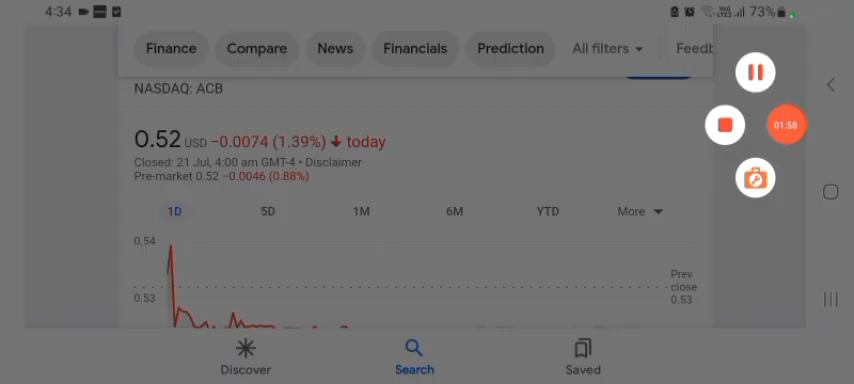 4:34
73%
Finance Compare News Financials Prediction All filters Feedb
NASDAQ: ACB
0.52 USD −0.0074 (1.39%) ↓ today
Closed: 21 Jul, 4:00 am GMT-4 • Disclaimer
Pre-market 0.52 −0.0046 (0.88%)
1D 5D 1M 6M YTD More
0.54
Prev
close
0.53
0.53
01:58
Discover Search Saved